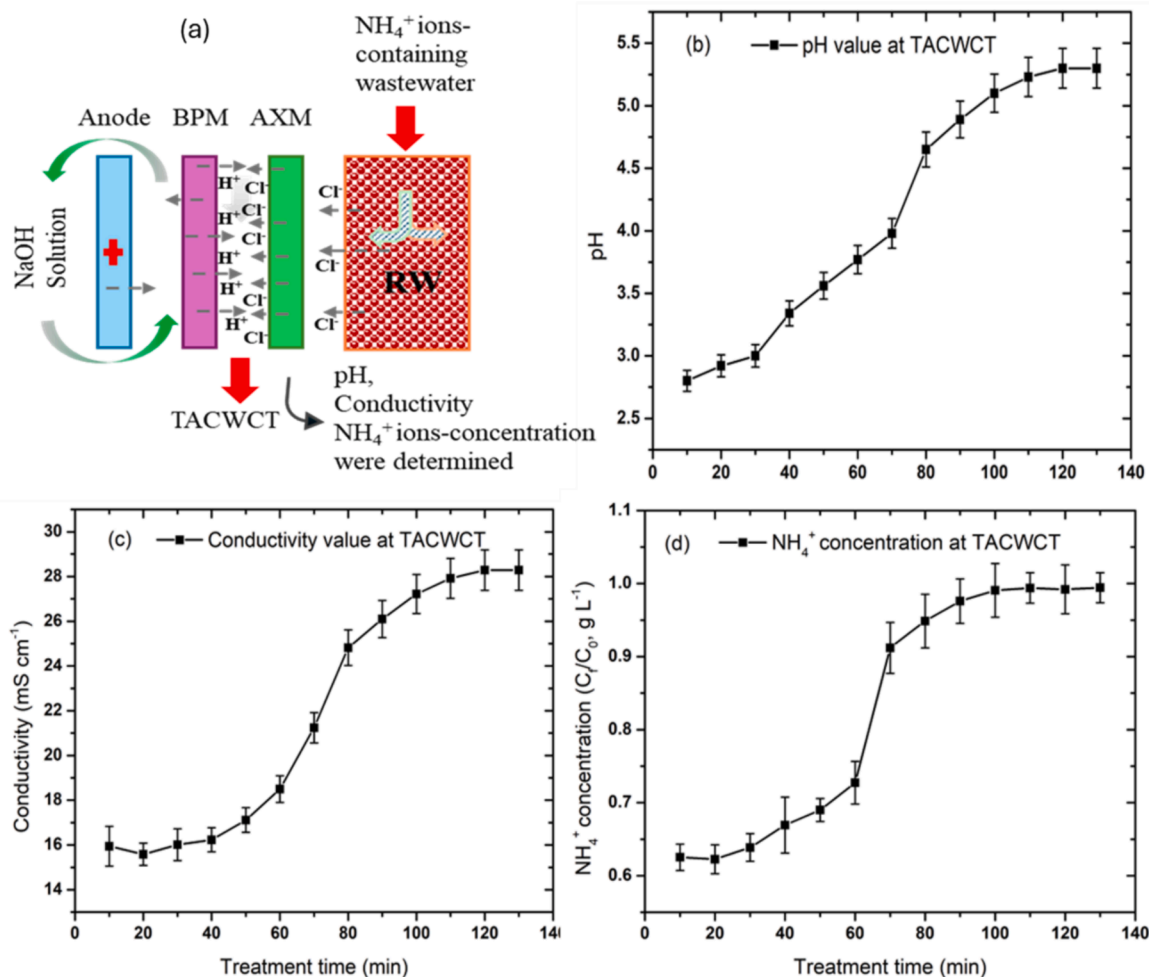 (a)
NH₄⁺ ions-
containing
wastewater
Anode BPM AXM
NaOH
Solution
+
H⁺
H⁺
H⁺
H⁺
H⁺
Cl⁻
Cl⁻
Cl⁻
Cl⁻
Cl⁻
Cl⁻
Cl⁻
Cl⁻
Cl⁻
RW
TACWCT
pH,
Conductivity
NH₄⁺ ions-concentration
were determined
(b) pH value at TACWCT
pH
5.5
5.0
4.5
4.0
3.5
3.0
2.5
0 20 40 60 80 100 120 140
(c) Conductivity value at TACWCT
Conductivity (mS cm⁻¹)
30
28
26
24
22
20
18
16
14
0 20 40 60 80 100 120 140
Treatment time (min)
(d) NH₄⁺ concentration at TACWCT
NH₄⁺ concentration (Cf/C₀, g L⁻¹)
1.1
1.0
0.9
0.8
0.7
0.6
0 20 40 60 80 100 120 140
Treatment time (min)